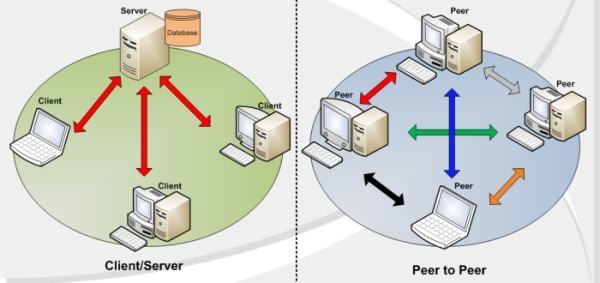 Server
Database
Client
Client
Client
Client/Server
Peer
Peer
Peer
Peer
Peer to Peer